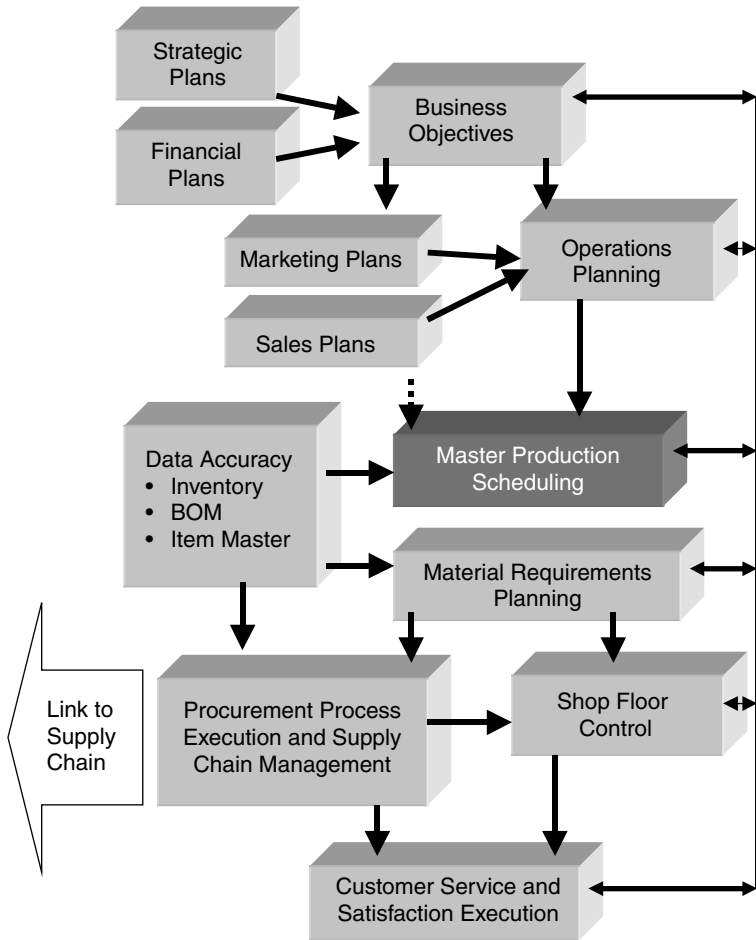 Strategic
Plans
Business
Objectives
Financial
Plans
Marketing Plans
Operations
Planning
Sales Plans
Data Accuracy
• Inventory
• BOM
• Item Master
Master Production
Scheduling
Material Requirements
Planning
Link to
Supply
Chain
Procurement Process
Execution and Supply
Chain Management
Shop Floor
Control
Customer Service and
Satisfaction Execution